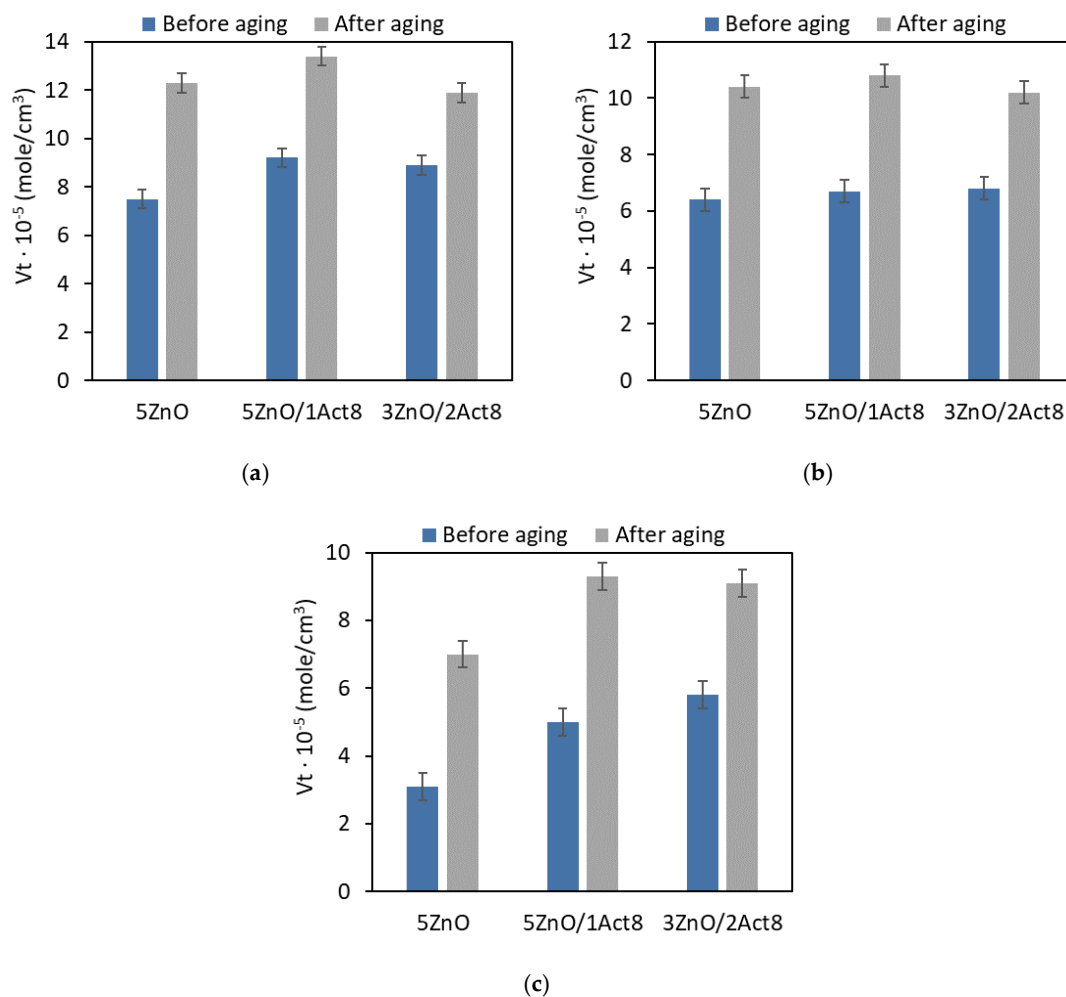 Before aging After aging
Vt · 10⁻⁵ (mole/cm³)
14
12
10
8
6
4
2
0
5ZnO 5ZnO/1Act8 3ZnO/2Act8
(a)
Before aging After aging
Vt · 10⁻⁵ (mole/cm³)
12
10
8
6
4
2
0
5ZnO 5ZnO/1Act8 3ZnO/2Act8
(b)
Before aging After aging
Vt · 10⁻⁵ (mole/cm³)
10
8
6
4
2
0
5ZnO 5ZnO/1Act8 3ZnO/2Act8
(c)